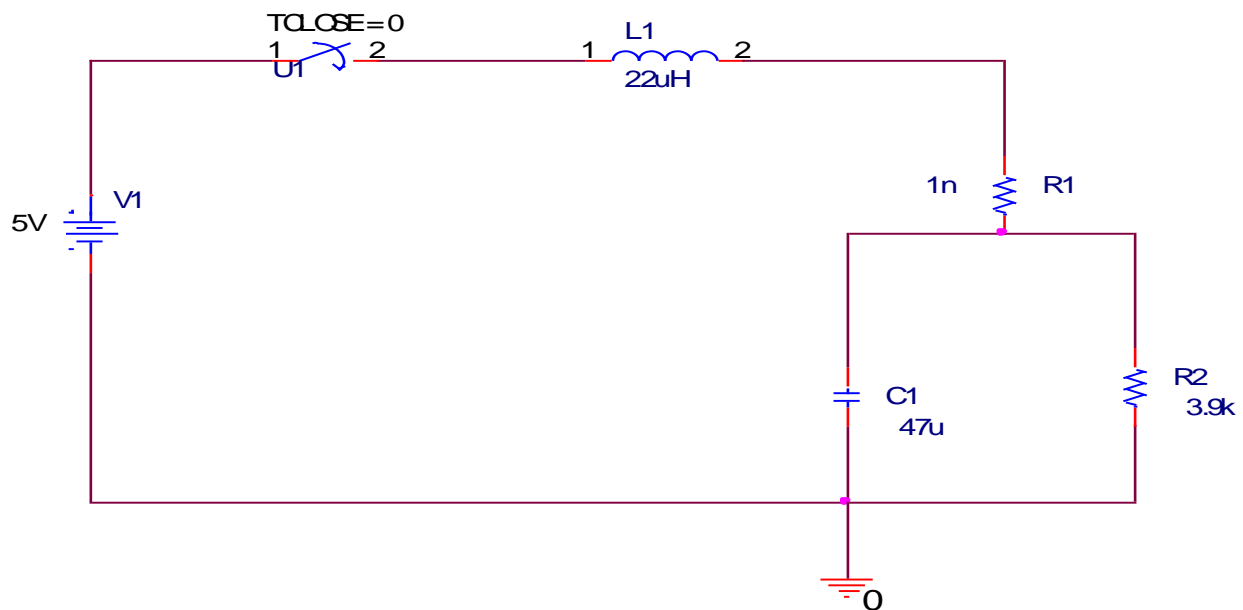 TCLOSE = 0
1 2
U1
L1
1 2
22uH
1n R1
V1
5V
C1
47u
R2
3.9k
0